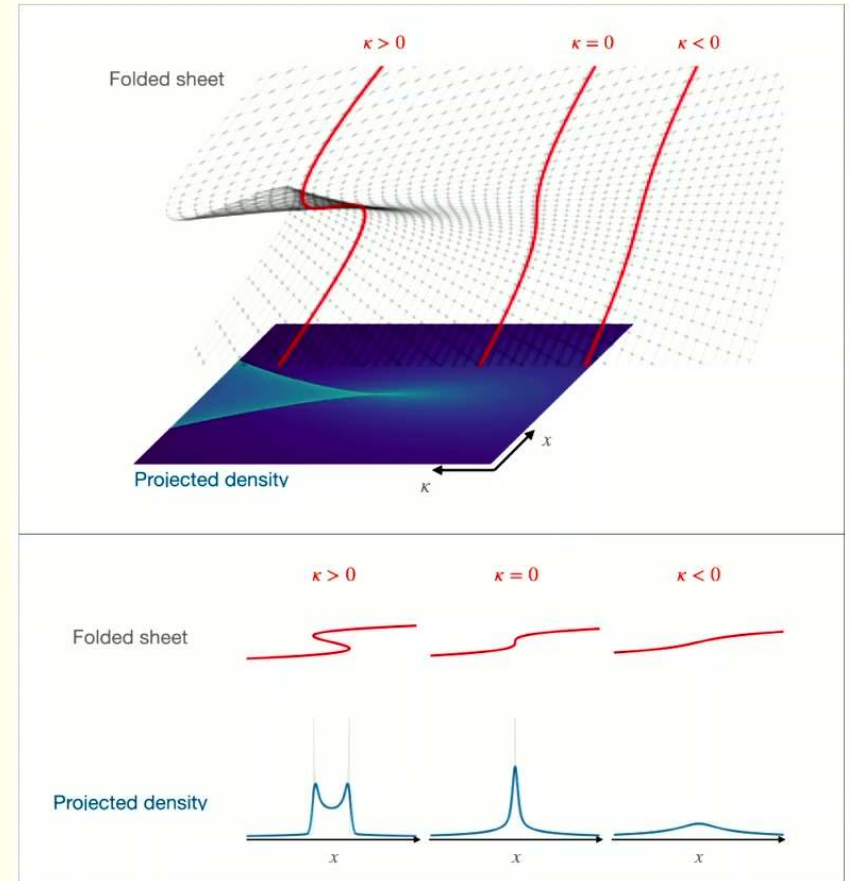 κ > 0 κ = 0 κ < 0
Folded sheet
x
κ
Projected density
κ > 0 κ = 0 κ < 0
Folded sheet
Projected density
x x x